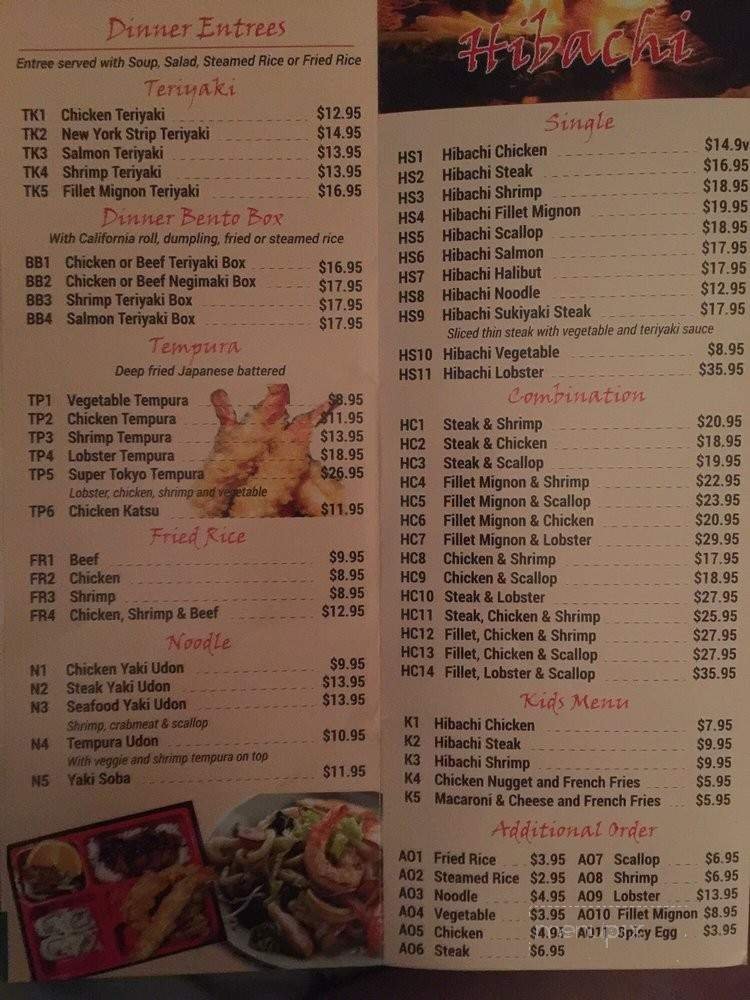 Dinner Entrees
Entree served with Soup, Salad, Steamed Rice or Fried Rice
Teriyaki
TK1 Chicken Teriyaki $12.95
TK2 New York Strip Teriyaki $14.95
TK3 Salmon Teriyaki $13.95
TK4 Shrimp Teriyaki $13.95
TK5 Fillet Mignon Teriyaki $16.95
Dinner Bento Box
With California roll, dumpling, fried or steamed rice
BB1 Chicken or Beef Teriyaki Box $16.95
BB2 Chicken or Beef Negimaki Box $17.95
BB3 Shrimp Teriyaki Box $17.95
BB4 Salmon Teriyaki Box $17.95
Tempura
Deep fried Japanese battered
TP1 Vegetable Tempura $8.95
TP2 Chicken Tempura $11.95
TP3 Shrimp Tempura $13.95
TP4 Lobster Tempura $18.95
TP5 Super Tokyo Tempura $26.95
Lobster, chicken, shrimp and vegetable
TP6 Chicken Katsu $11.95
Fried Rice
FR1 Beef $9.95
FR2 Chicken $8.95
FR3 Shrimp $8.95
FR4 Chicken, Shrimp & Beef $12.95
Noodle
N1 Chicken Yaki Udon $9.95
N2 Steak Yaki Udon $13.95
N3 Seafood Yaki Udon $13.95
Shrimp, crabmeat & scallop
N4 Tempura Udon $10.95
With veggie and shrimp tempura on top
N5 Yaki Soba $11.95
Hibachi
Single
HS1 Hibachi Chicken $14.9v
HS2 Hibachi Steak $16.95
HS3 Hibachi Shrimp $18.95
HS4 Hibachi Fillet Mignon $19.95
HS5 Hibachi Scallop $18.95
HS6 Hibachi Salmon $17.95
HS7 Hibachi Halibut $17.95
HS8 Hibachi Noodle $12.95
HS9 Hibachi Sukiyaki Steak $17.95
Sliced thin steak with vegetable and teriyaki sauce
HS10 Hibachi Vegetable $8.95
HS11 Hibachi Lobster $35.95
Combination
HC1 Steak & Shrimp $20.95
HC2 Steak & Chicken $18.95
HC3 Steak & Scallop $19.95
HC4 Fillet Mignon & Shrimp $22.95
HC5 Fillet Mignon & Scallop $23.95
HC6 Fillet Mignon & Chicken $20.95
HC7 Fillet Mignon & Lobster $29.95
HC8 Chicken & Shrimp $17.95
HC9 Chicken & Scallop $18.95
HC10 Steak & Lobster $27.95
HC11 Steak, Chicken & Shrimp $25.95
HC12 Fillet, Chicken & Shrimp $27.95
HC13 Fillet, Chicken & Scallop $27.95
HC14 Fillet, Lobster & Scallop $35.95
Kids Menu
K1 Hibachi Chicken $7.95
K2 Hibachi Steak $9.95
K3 Hibachi Shrimp $9.95
K4 Chicken Nugget and French Fries $5.95
K5 Macaroni & Cheese and French Fries $5.95
Additional Order
AO1 Fried Rice $3.95 AO7 Scallop $6.95
AO2 Steamed Rice $2.95 AO8 Shrimp $6.95
AO3 Noodle $4.95 AO9 Lobster $13.95
AO4 Vegetable $3.95 AO10 Fillet Mignon $8.95
AO5 Chicken $4.95 AO11 Spicy Egg $3.95
AO6 Steak $6.95